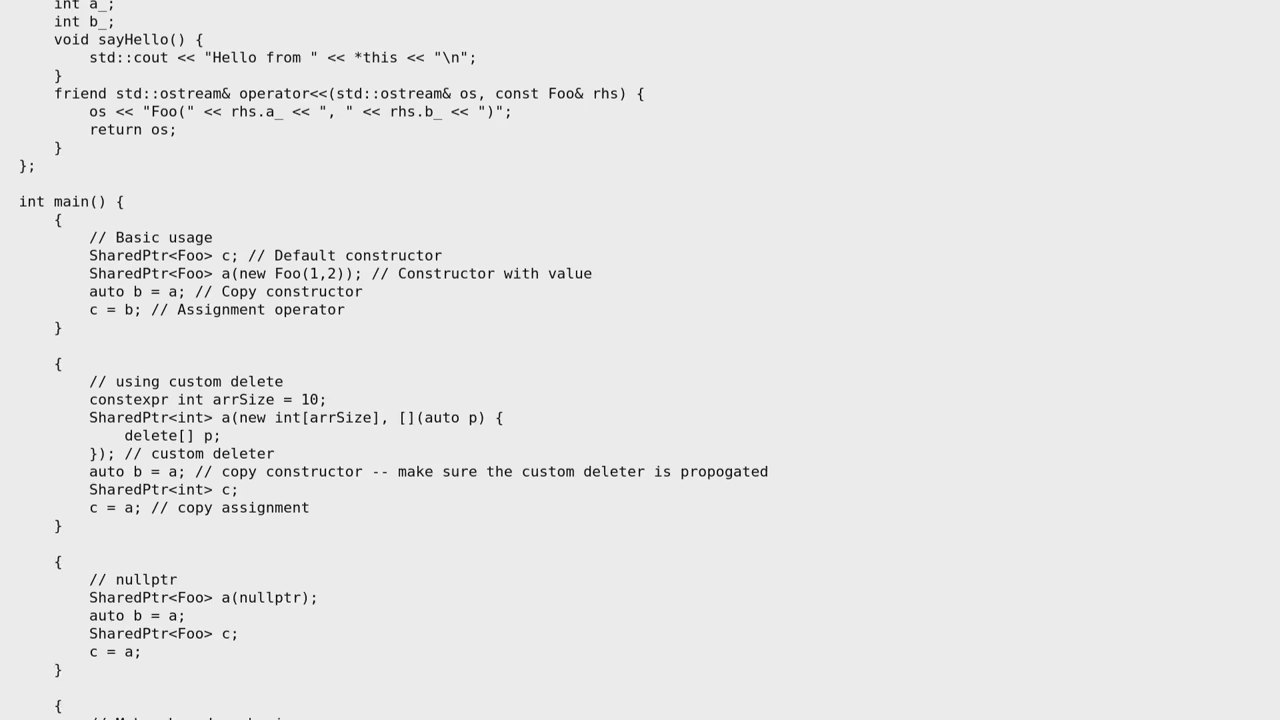 int a_;
    int b_;
    void sayHello() {
        std::cout << "Hello from " << *this << "\n";
    }
    friend std::ostream& operator<<(std::ostream& os, const Foo& rhs) {
        os << "Foo(" << rhs.a_ << ", " << rhs.b_ << ")";
        return os;
    }
};

int main() {
    {
        // Basic usage
        SharedPtr<Foo> c; // Default constructor
        SharedPtr<Foo> a(new Foo(1,2)); // Constructor with value
        auto b = a; // Copy constructor
        c = b; // Assignment operator
    }

    {
        // using custom delete
        constexpr int arrSize = 10;
        SharedPtr<int> a(new int[arrSize], [](auto p) {
            delete[] p;
        }); // custom deleter
        auto b = a; // copy constructor -- make sure the custom deleter is propogated
        SharedPtr<int> c;
        c = a; // copy assignment
    }

    {
        // nullptr
        SharedPtr<Foo> a(nullptr);
        auto b = a;
        SharedPtr<Foo> c;
        c = a;
    }

    {